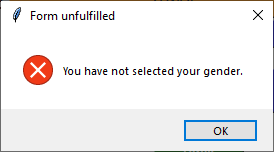 Form unfulfilled
You have not selected your gender.
OK